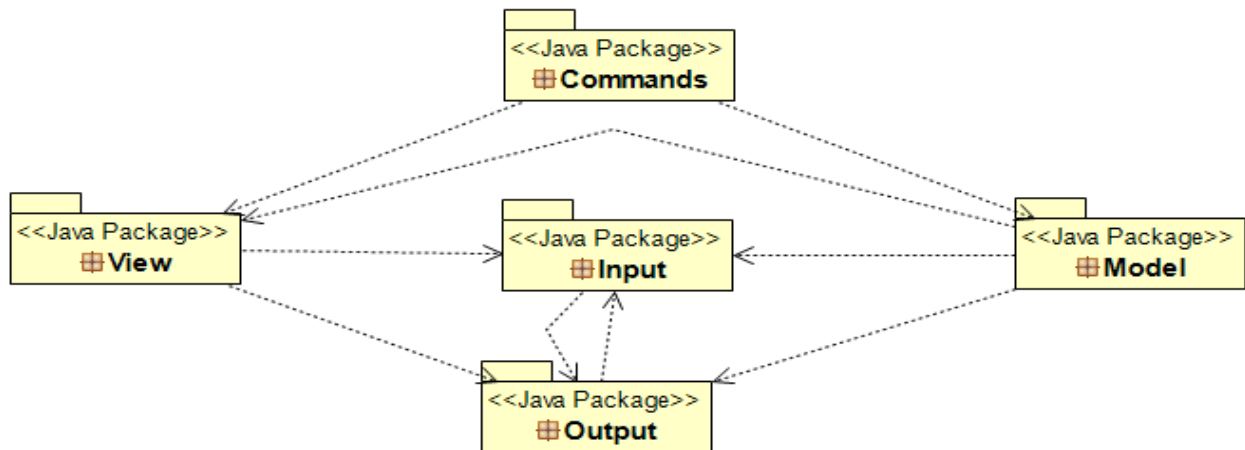 <<Java Package>>
Commands
<<Java Package>>
View
<<Java Package>>
Input
<<Java Package>>
Model
<<Java Package>>
Output